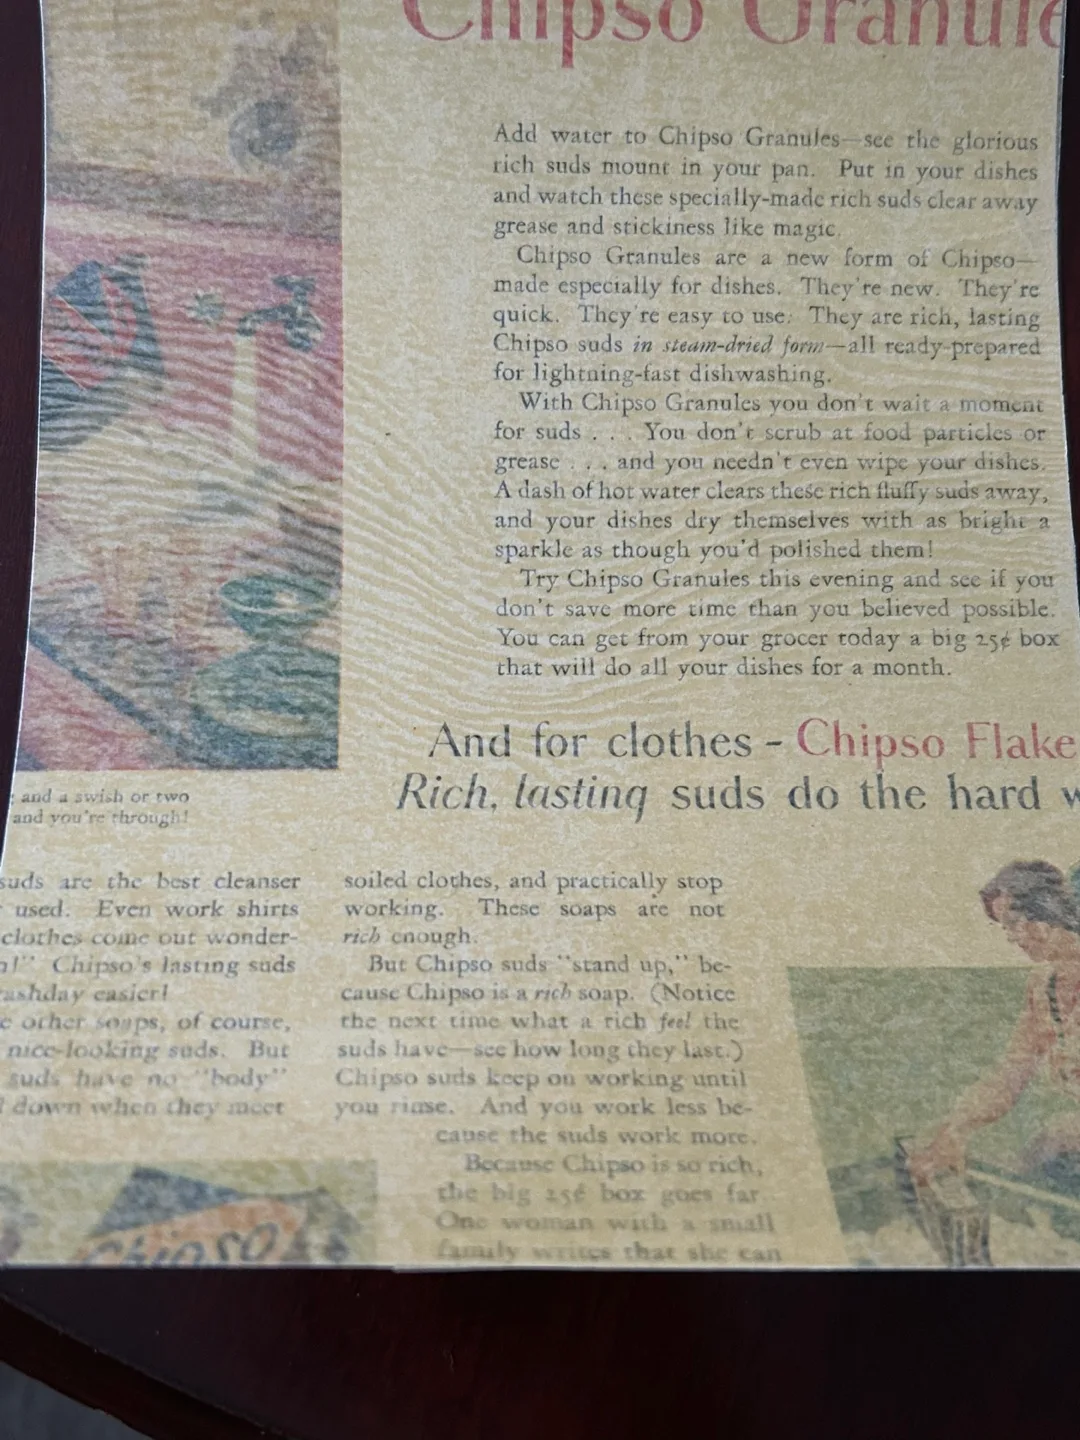 Chipso Granule
Add water to Chipso Granules—see the glorious
rich suds mount in your pan. Put in your dishes
and watch these specially-made rich suds clear away
grease and stickiness like magic.
Chipso Granules are a new form of Chipso—
made especially for dishes. They're new. They're
quick. They're easy to use. They are rich, lasting
Chipso suds in steam-dried form—all ready-prepared
for lightning-fast dishwashing.
With Chipso Granules you don't wait a moment
for suds . . . You don't scrub at food particles or
grease . . . and you needn't even wipe your dishes.
A dash of hot water clears these rich fluffy suds away,
and your dishes dry themselves with as bright a
sparkle as though you'd polished them!
Try Chipso Granules this evening and see if you
don't save more time than you believed possible.
You can get from your grocer today a big 25¢ box
that will do all your dishes for a month.
and a swish or two
and you're through!
And for clothes - Chipso Flake
Rich, lasting suds do the hard w
suds are the best cleanser
used. Even work shirts
clothes come out wonder-
!" Chipso's lasting suds
ashday easier!
other soaps, of course,
nice-looking suds. But
suds have no "body"
down when they meet
soiled clothes, and practically stop
working. These soaps are not
rich enough.
But Chipso suds "stand up," be-
cause Chipso is a rich soap. (Notice
the next time what a rich feel the
suds have—see how long they last.)
Chipso suds keep on working until
you rinse. And you work less be-
cause the suds work more.
Because Chipso is so rich,
the big 25¢ box goes far.
One woman with a small
family writes that she can
Chipso